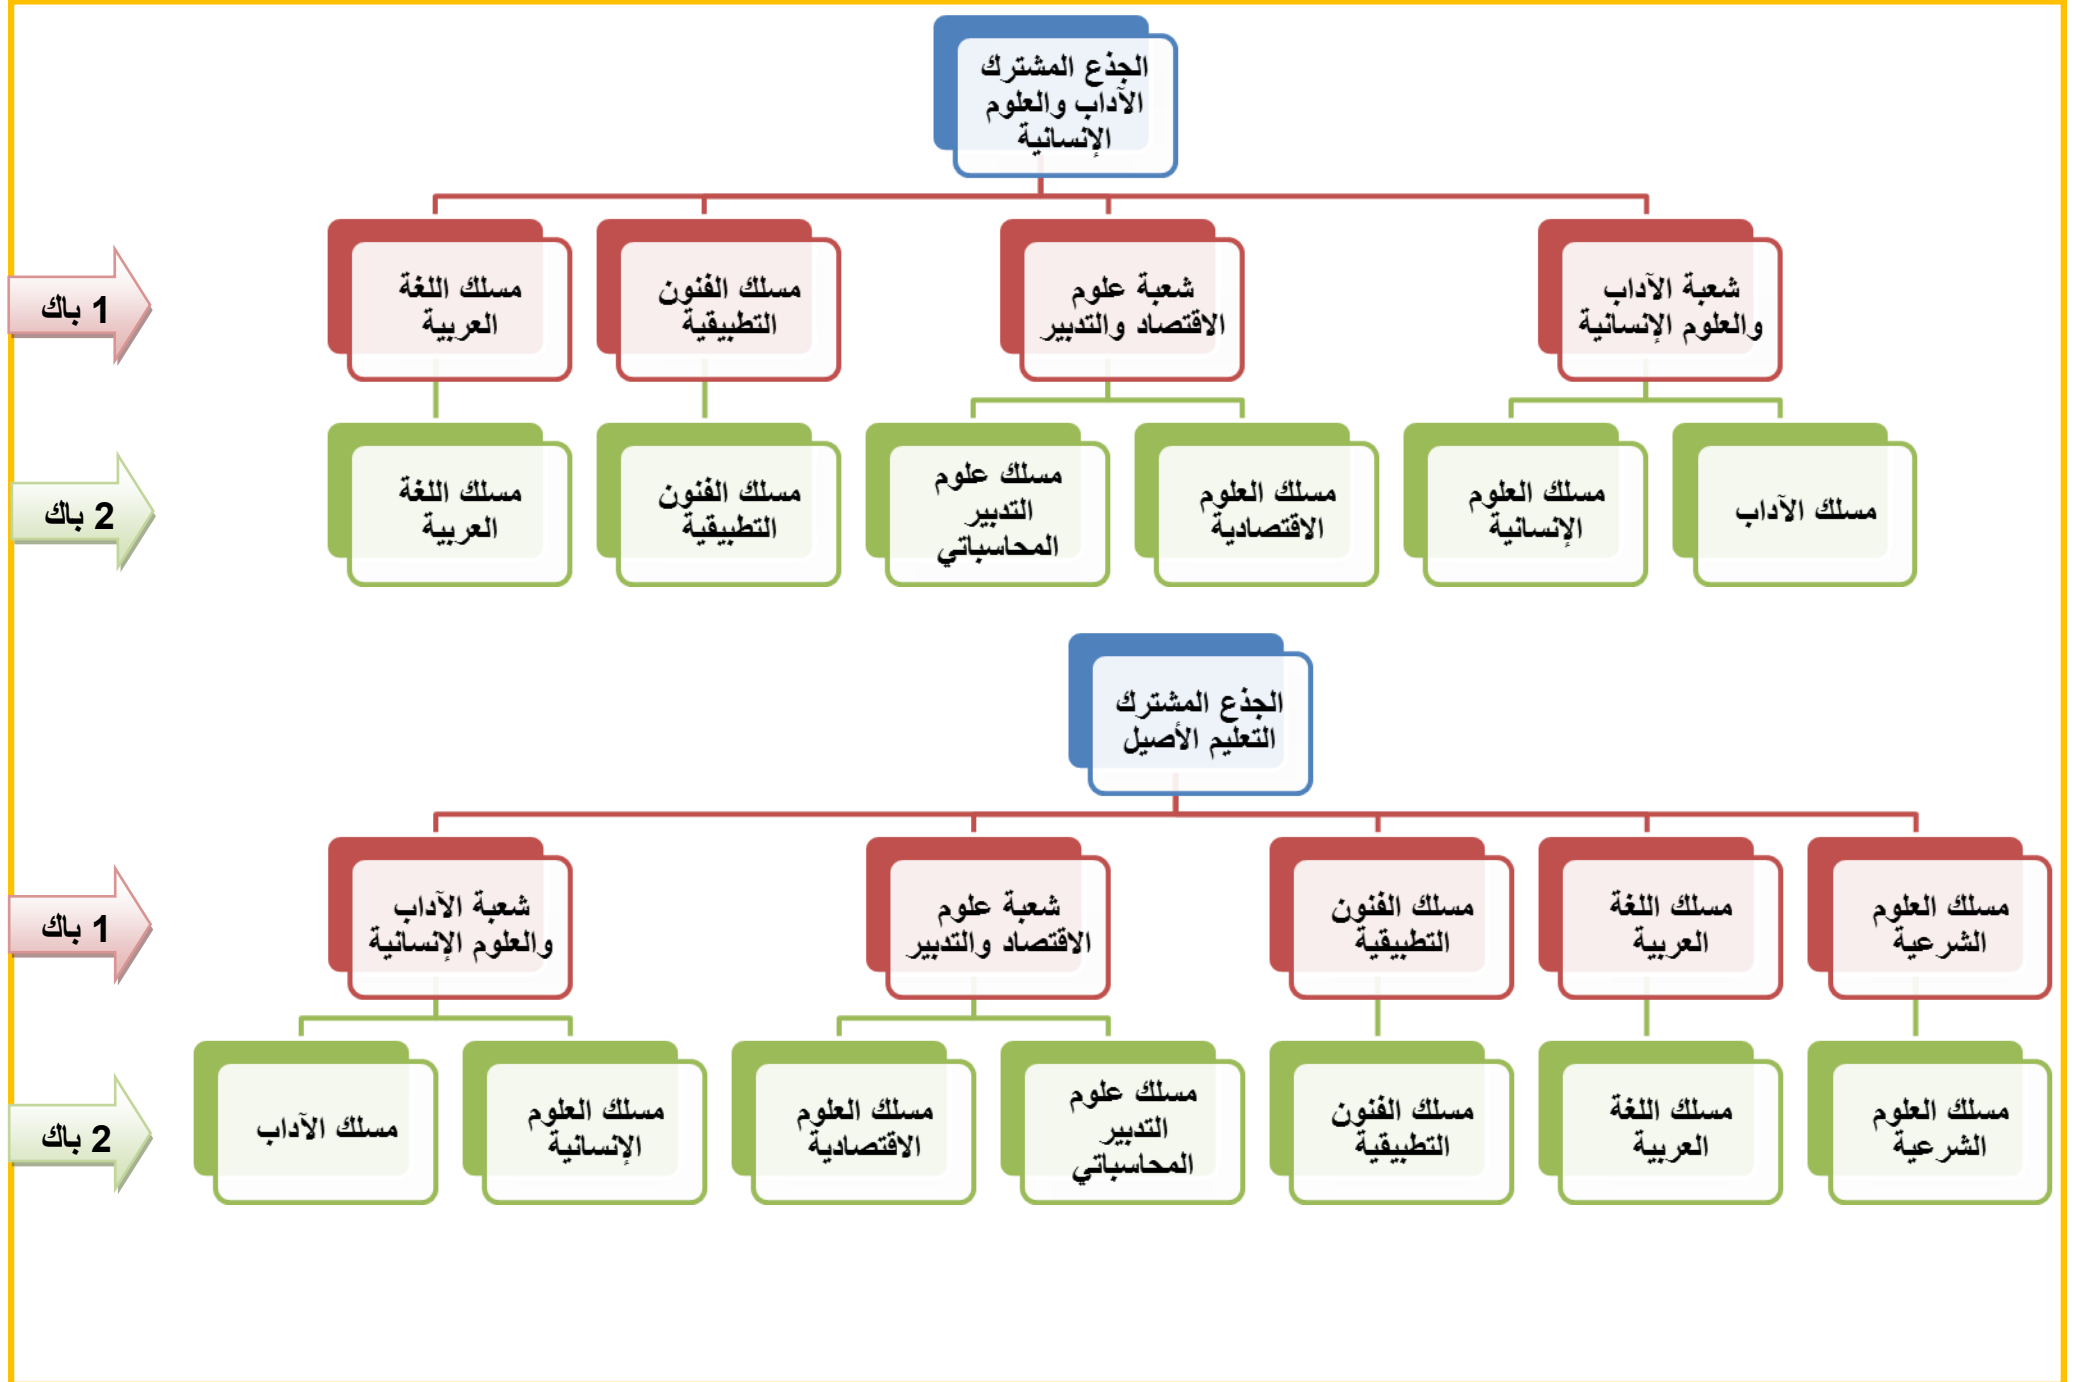 الجذع المشترك
الآداب والعلوم
الإنسانية
شعبة الآداب
والعلوم الإنسانية
شعبة علوم
الاقتصاد والتدبير
مسلك الفنون
التطبيقية
مسلك اللغة
العربية
1 باك
مسلك الآداب
مسلك العلوم
الإنسانية
مسلك العلوم
الاقتصادية
مسلك علوم
التدبير
المحاسباتي
مسلك الفنون
التطبيقية
مسلك اللغة
العربية
2 باك
الجذع المشترك
التعليم الأصيل
مسلك العلوم
الشرعية
مسلك اللغة
العربية
مسلك الفنون
التطبيقية
شعبة علوم
الاقتصاد والتدبير
شعبة الآداب
والعلوم الإنسانية
1 باك
مسلك العلوم
الشرعية
مسلك اللغة
العربية
مسلك الفنون
التطبيقية
مسلك علوم
التدبير
المحاسباتي
مسلك العلوم
الاقتصادية
مسلك العلوم
الإنسانية
مسلك الآداب
2 باك